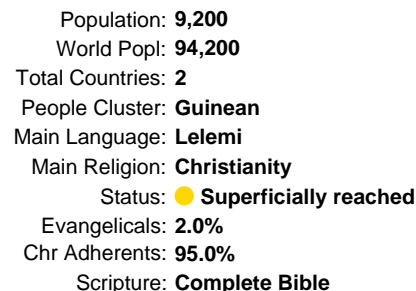 Population: 9,200
World Popl: 94,200
Total Countries: 2
People Cluster: Guinean
Main Language: Lelemi
Main Religion: Christianity
Status: Superficially reached
Evangelicals: 2.0%
Chr Adherents: 95.0%
Scripture: Complete Bible